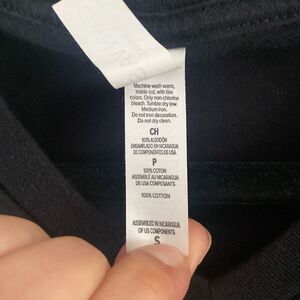 Machine wash warm,
inside out, with like
colors. Only non-chlorine
bleach. Tumble dry low.
Medium iron.
Do not iron decoration.
Do not dry clean.
CH
100% ALGODÓN
ENSAMBLADO EN NICARAGUA
DE COMPONENTES DE USA
P
100% COTON
ASSEMBLÉ AU NICARAGUA
DE USA COMPOSANTS
100% COTTON
ASSEMBLED IN NICARAGUA
OF US COMPONENTS
S